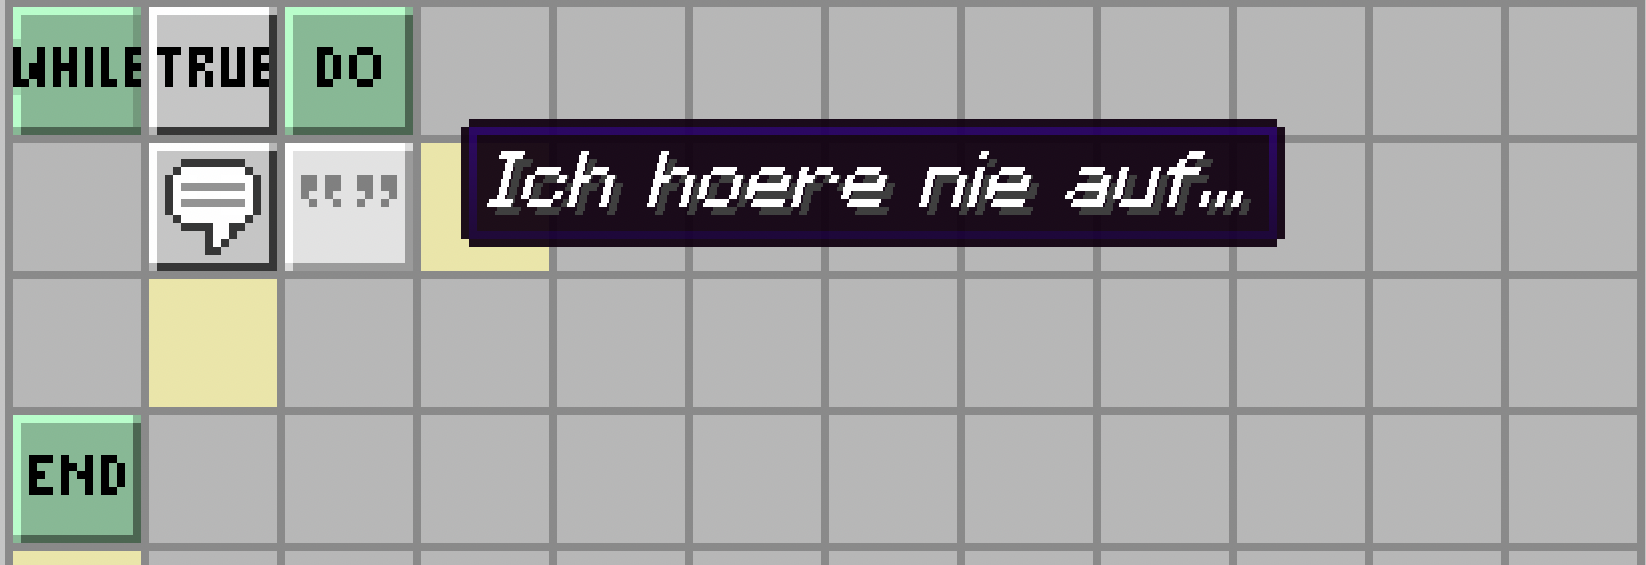 WHILE TRUE DO
"" Ich hoere nie auf...
END